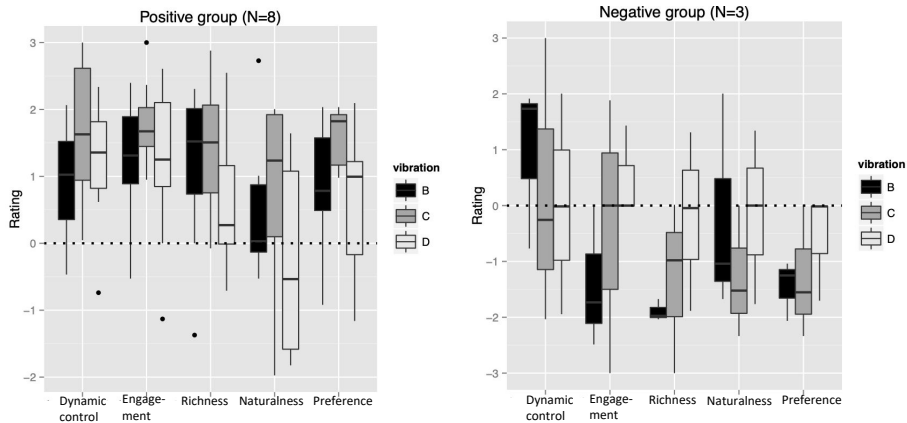 Positive group (N=8)
3
2
1
0
−1
−2
Rating
Dynamic
control
Engage-
ment
Richness
Naturalness
Preference
vibration
B
C
D
Negative group (N=3)
3
2
1
0
−1
−2
−3
Rating
Dynamic
control
Engage-
ment
Richness
Naturalness
Preference
vibration
B
C
D